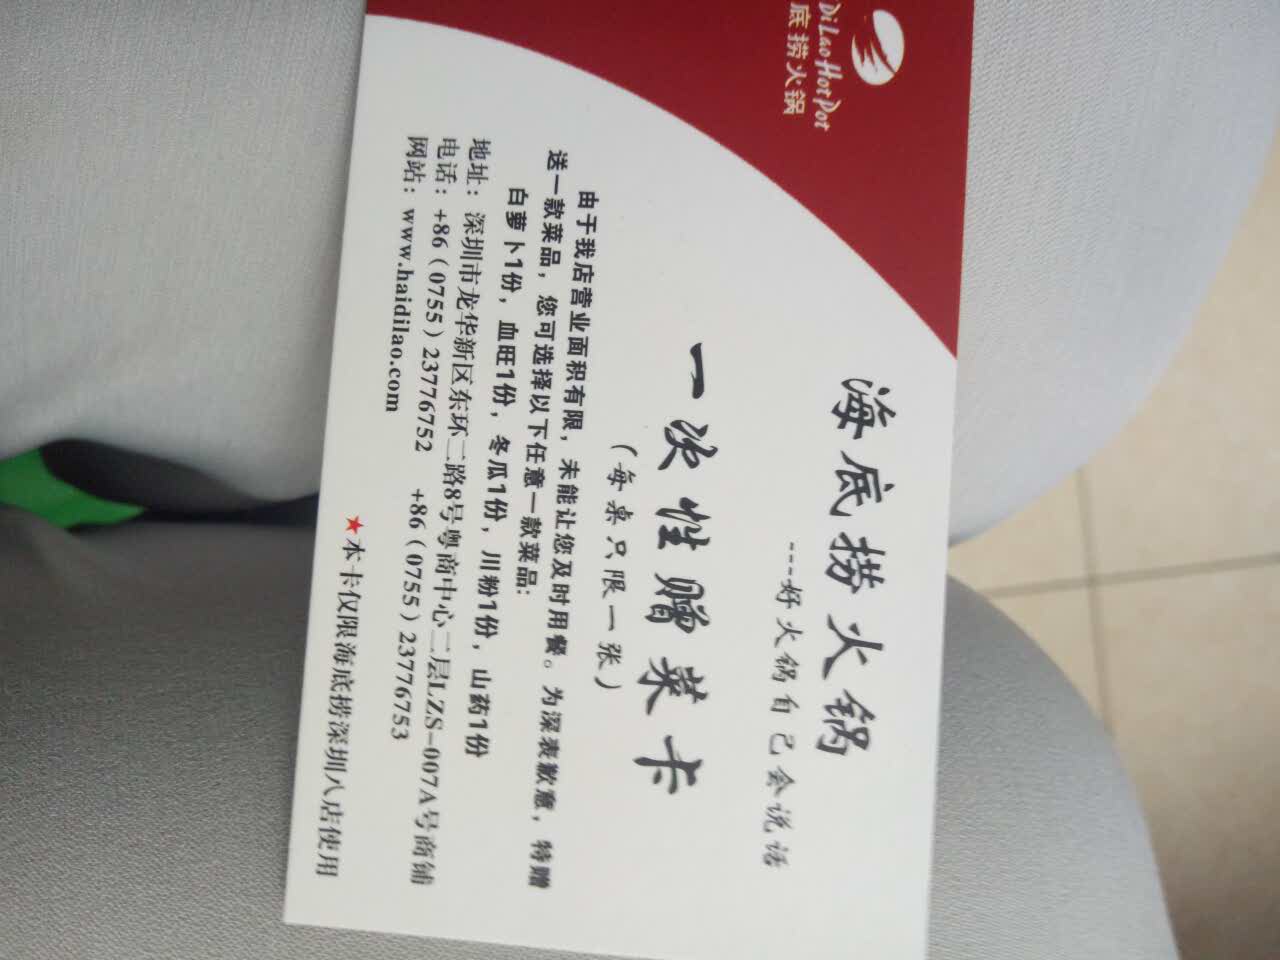 DiLaoHotPot
底捞火锅
海底捞火锅
---好火锅自己会说话
一次性赠菜卡
（每桌只限一张）
由于我店营业面积有限，未能让您及时用餐。为深表歉意，特赠
送一款菜品，您可选择以下任意一款菜品:
白萝卜1份，血旺1份，冬瓜1份，川粉1份，山药1份
地址：深圳市龙华新区东环二路8号粤商中心二层LZS-007A号商铺
电话：+86（0755）23776752 +86（0755）23776753
网站：www.haidilao.com
★本卡仅限海底捞深圳八店使用